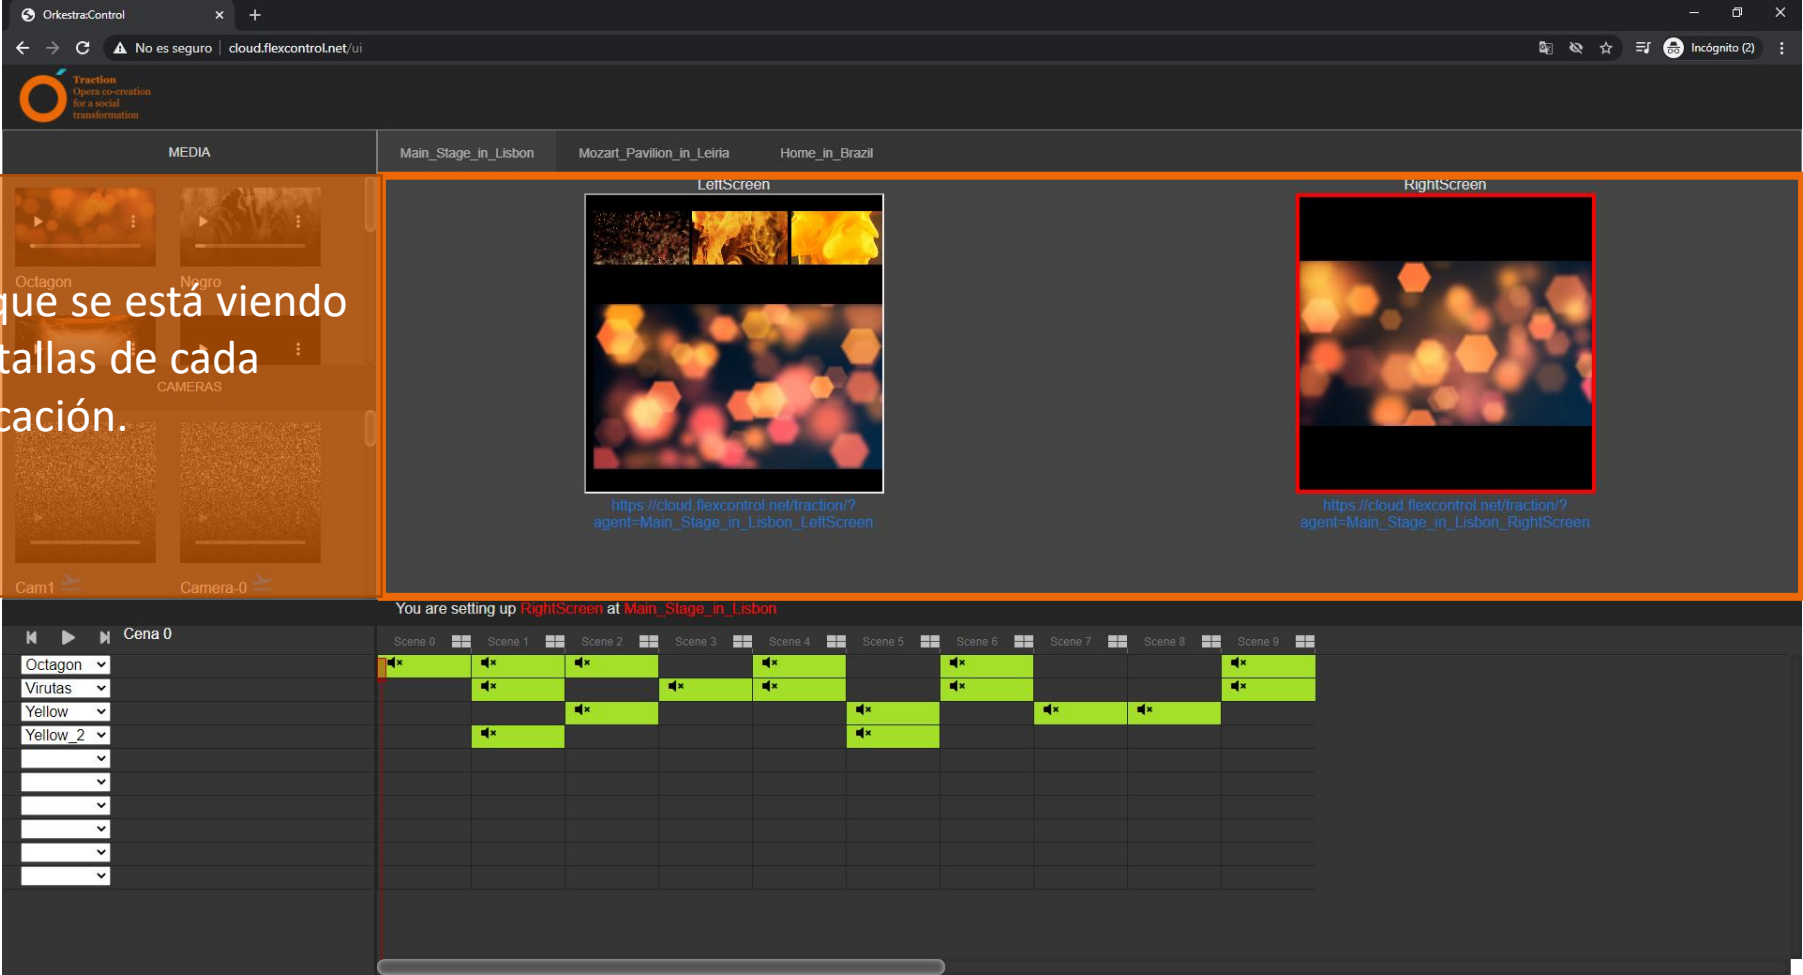 Orkestra:Control
No es seguro | cloud.flexcontrol.net/ui
Incógnito (2)
Traction
Opera co-creation
for a social
transformation
MEDIA
Main_Stage_in_Lisbon Mozart_Pavilion_in_Leiria Home_in_Brazil
LeftScreen RightScreen
Octagon Negro
que se está viendo
tallas de cada
cación.
CAMERAS
Cam1 Camera-0
https://cloud.flexcontrol.net/traction/?
agent=Main_Stage_in_Lisbon_LeftScreen
https://cloud.flexcontrol.net/traction/?
agent=Main_Stage_in_Lisbon_RightScreen
You are setting up RightScreen at Main_Stage_in_Lisbon
Cena 0
Scene 0 Scene 1 Scene 2 Scene 3 Scene 4 Scene 5 Scene 6 Scene 7 Scene 8 Scene 9
Octagon
Virutas
Yellow
Yellow_2